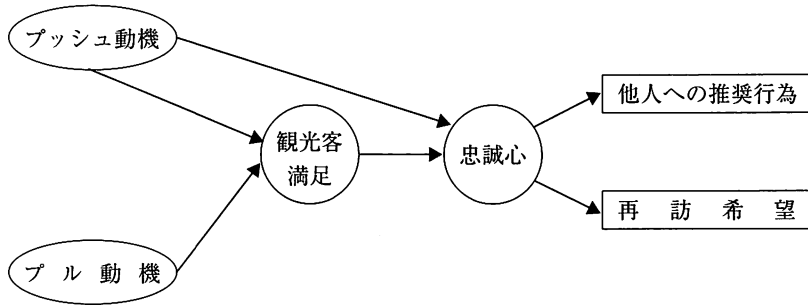 プッシュ動機
他人への推奨行為
観光客
満足
忠誠心
再訪希望
プル動機